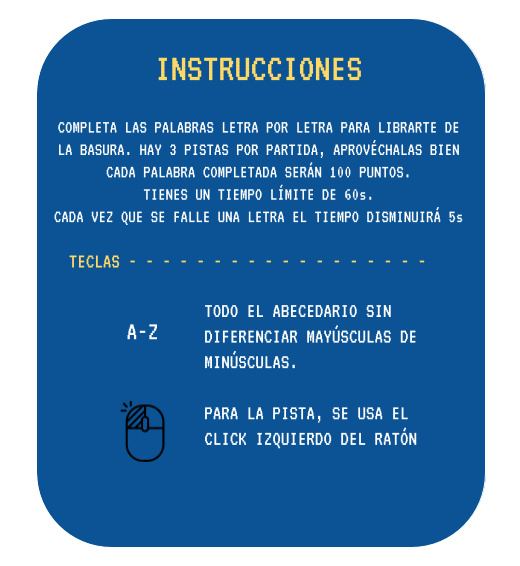 INSTRUCCIONES
COMPLETA LAS PALABRAS LETRA POR LETRA PARA LIBRARTE DE
LA BASURA. HAY 3 PISTAS POR PARTIDA, APROVÉCHALAS BIEN
CADA PALABRA COMPLETADA SERÁN 100 PUNTOS.
TIENES UN TIEMPO LÍMITE DE 60s.
CADA VEZ QUE SE FALLE UNA LETRA EL TIEMPO DISMINUIRÁ 5s
TECLAS - - - - - - - - - - - - - - - - - -
A-Z
TODO EL ABECEDARIO SIN
DIFERENCIAR MAYÚSCULAS DE
MINÚSCULAS.
PARA LA PISTA, SE USA EL
CLICK IZQUIERDO DEL RATÓN